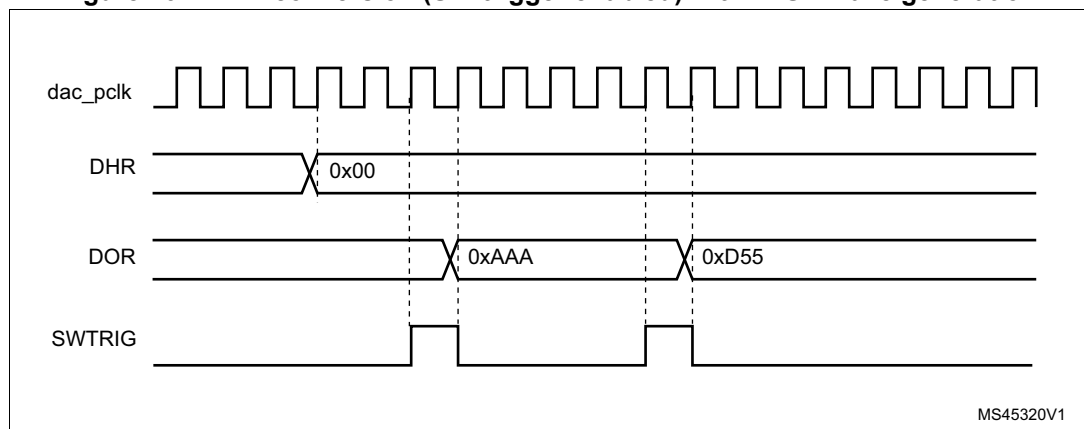 dac_pclk
DHR
0x00
DOR
0xAAA
0xD55
SWTRIG
MS45320V1